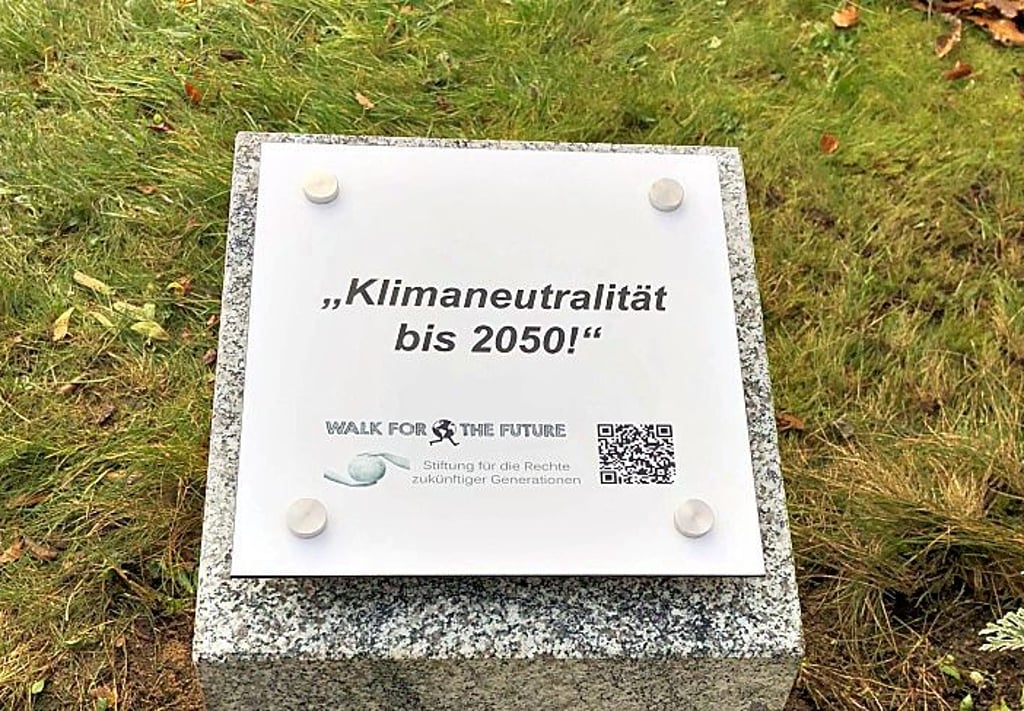 „Klimaneutralität
bis 2050!“
WALK FOR THE FUTURE
Stiftung für die Rechte
zukünftiger Generationen